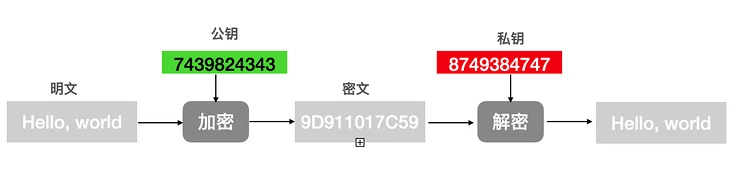 公钥
7439824343
私钥
8749384747
明文
Hello, world
加密
密文
9D911017C59
解密
Hello, world